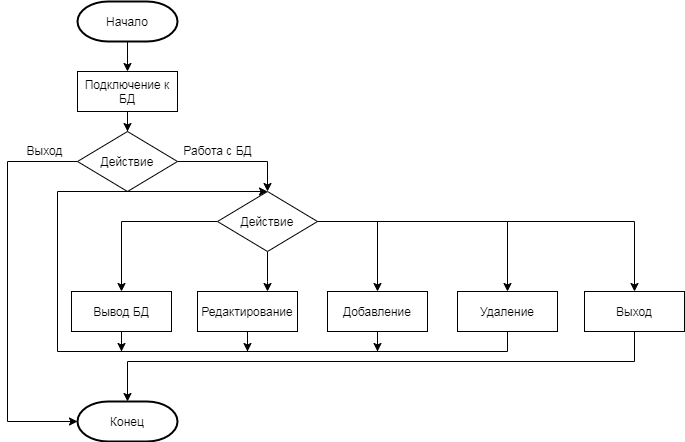 Начало
Подключение к
БД
Выход
Действие
Работа с БД
Действие
Вывод БД
Редактирование
Добавление
Удаление
Выход
Конец